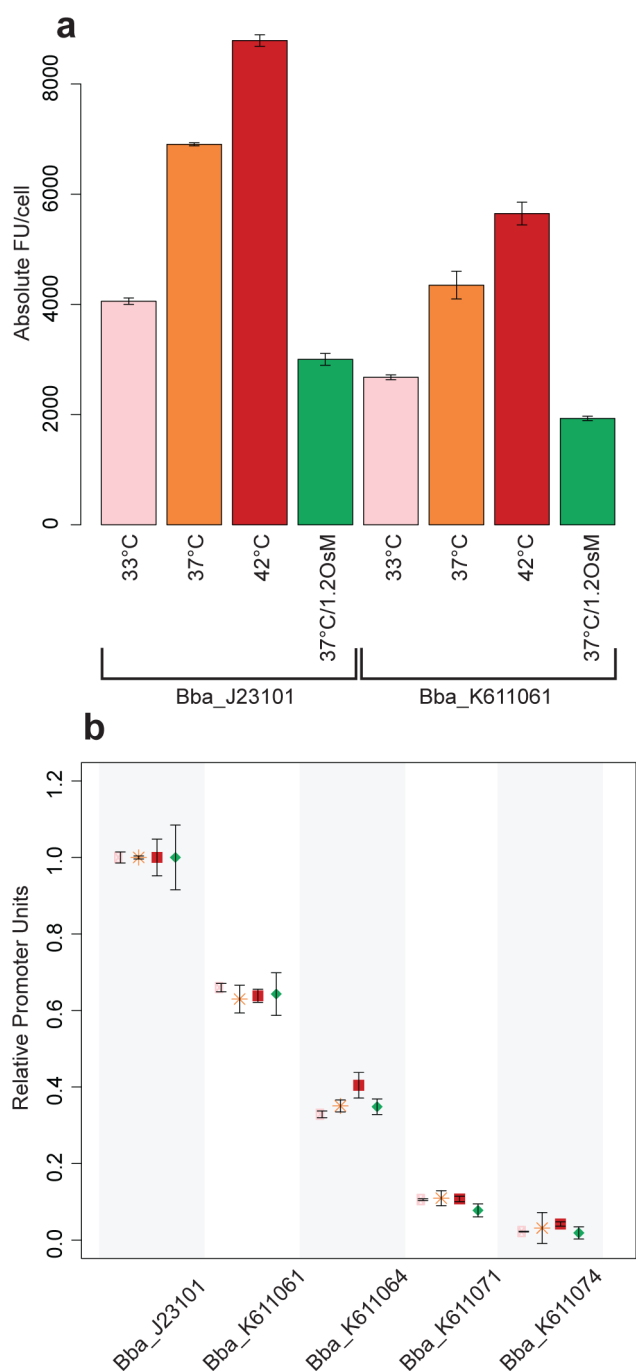 a
Absolute FU/cell
8000
6000
4000
2000
0
33°C
37°C
42°C
37°C/1.2OsM
33°C
37°C
42°C
37°C/1.2OsM
Bba_J23101
Bba_K611061
b
Relative Promoter Units
1.2
1.0
0.8
0.6
0.4
0.2
0.0
Bba_J23101
Bba_K611061
Bba_K611064
Bba_K611071
Bba_K611074